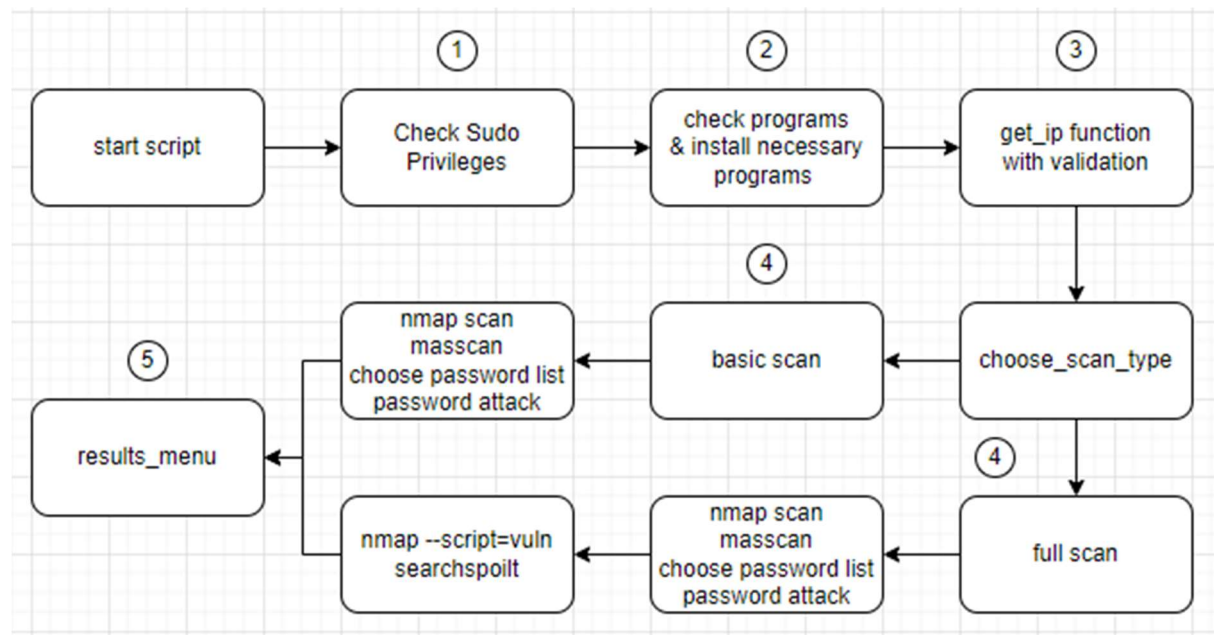 1
2
3
start script
Check Sudo
Privileges
check programs
& install necessary
programs
get_ip function
with validation
4
nmap scan
masscan
choose password list
password attack
basic scan
choose_scan_type
5
results_menu
4
nmap --script=vuln
searchspoilt
nmap scan
masscan
choose password list
password attack
full scan